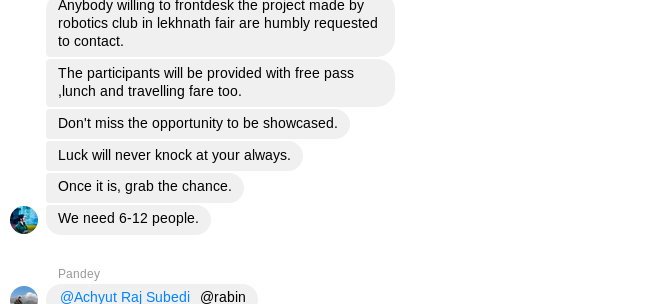 Anybody willing to frontdesk the project made by
robotics club in lekhnath fair are humbly requested
to contact.
The participants will be provided with free pass
,lunch and travelling fare too.
Don't miss the opportunity to be showcased.
Luck will never knock at your always.
Once it is, grab the chance.
We need 6-12 people.
Pandey
@Achyut Raj Subedi @rabin